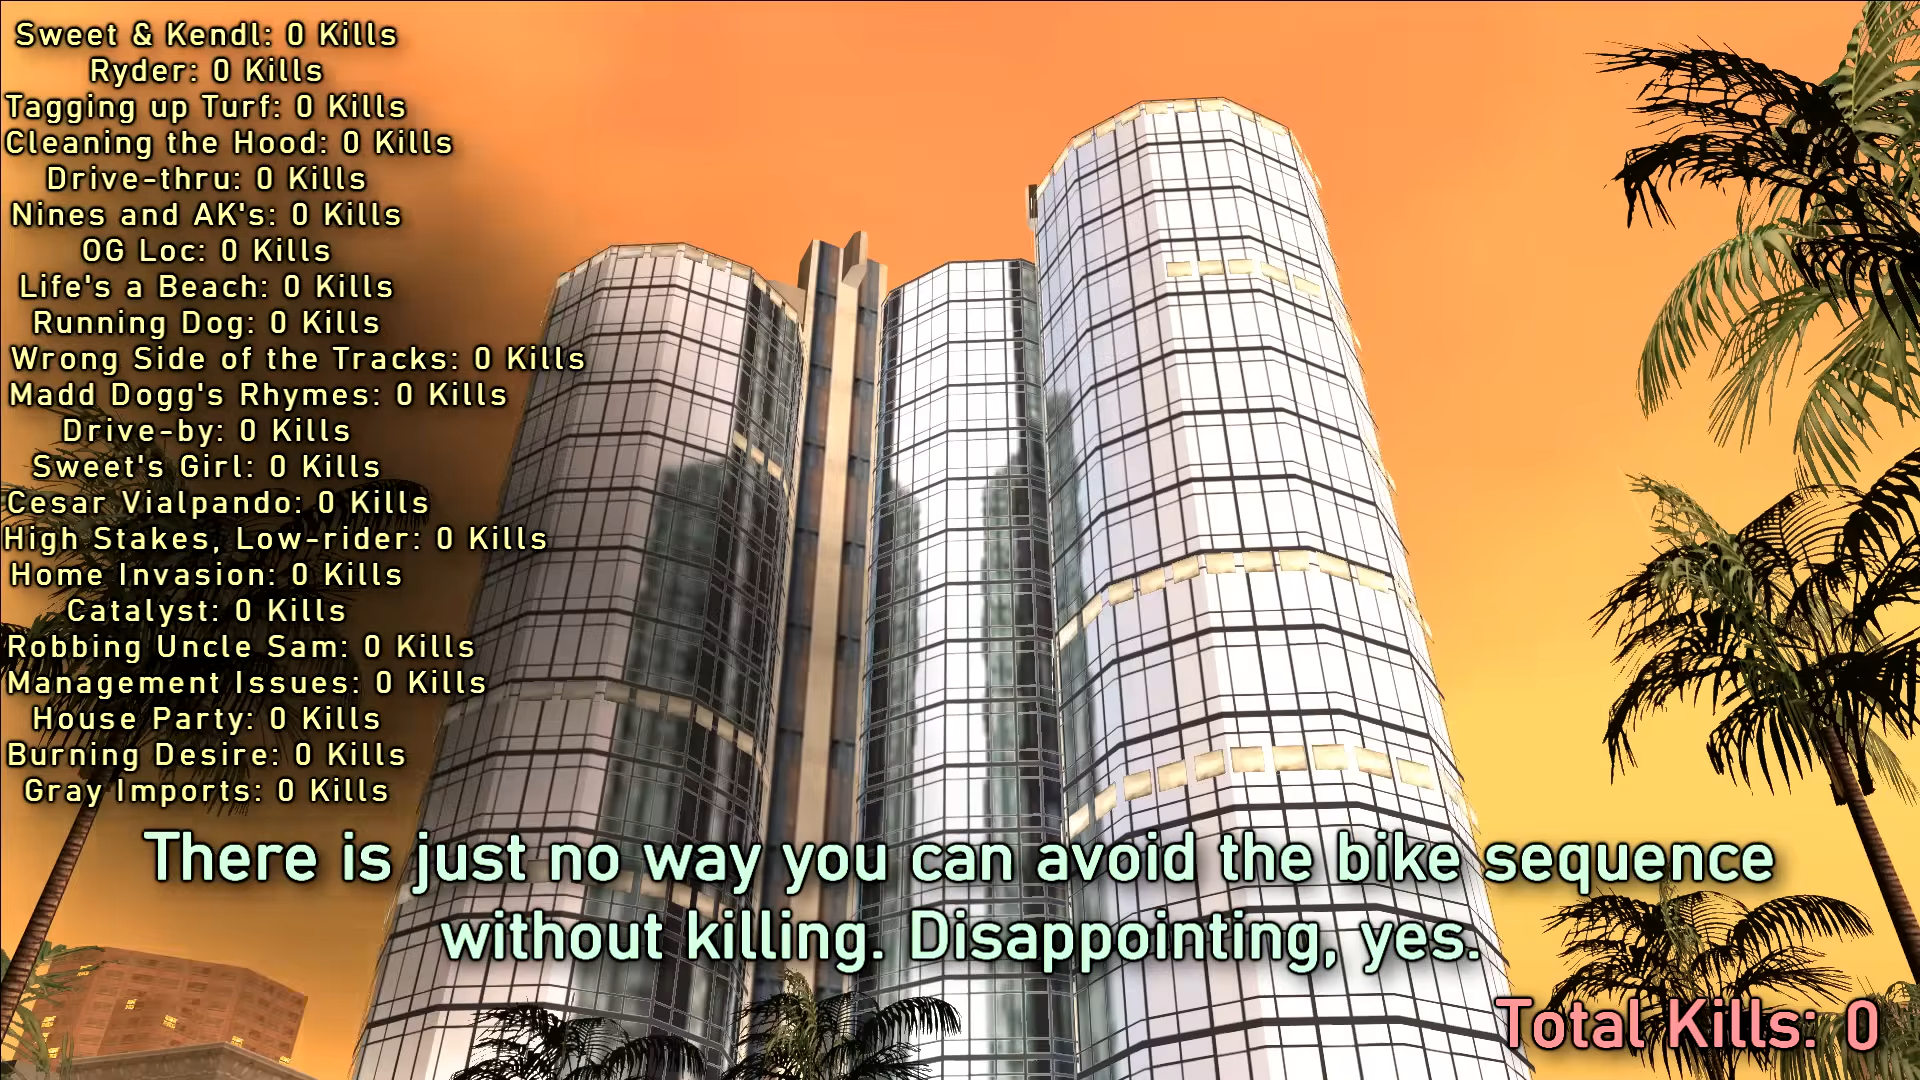 Sweet & Kendl: 0 Kills
Ryder: 0 Kills
Tagging up Turf: 0 Kills
Cleaning the Hood: 0 Kills
Drive-thru: 0 Kills
Nines and AK's: 0 Kills
OG Loc: 0 Kills
Life's a Beach: 0 Kills
Running Dog: 0 Kills
Wrong Side of the Tracks: 0 Kills
Madd Dogg's Rhymes: 0 Kills
Drive-by: 0 Kills
Sweet's Girl: 0 Kills
Cesar Vialpando: 0 Kills
High Stakes, Low-rider: 0 Kills
Home Invasion: 0 Kills
Catalyst: 0 Kills
Robbing Uncle Sam: 0 Kills
Management Issues: 0 Kills
House Party: 0 Kills
Burning Desire: 0 Kills
Gray Imports: 0 Kills
There is just no way you can avoid the bike sequence
without killing. Disappointing, yes.
Total Kills: 0